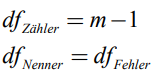 df_Zähler = m − 1
df_Nenner = df_Fehler